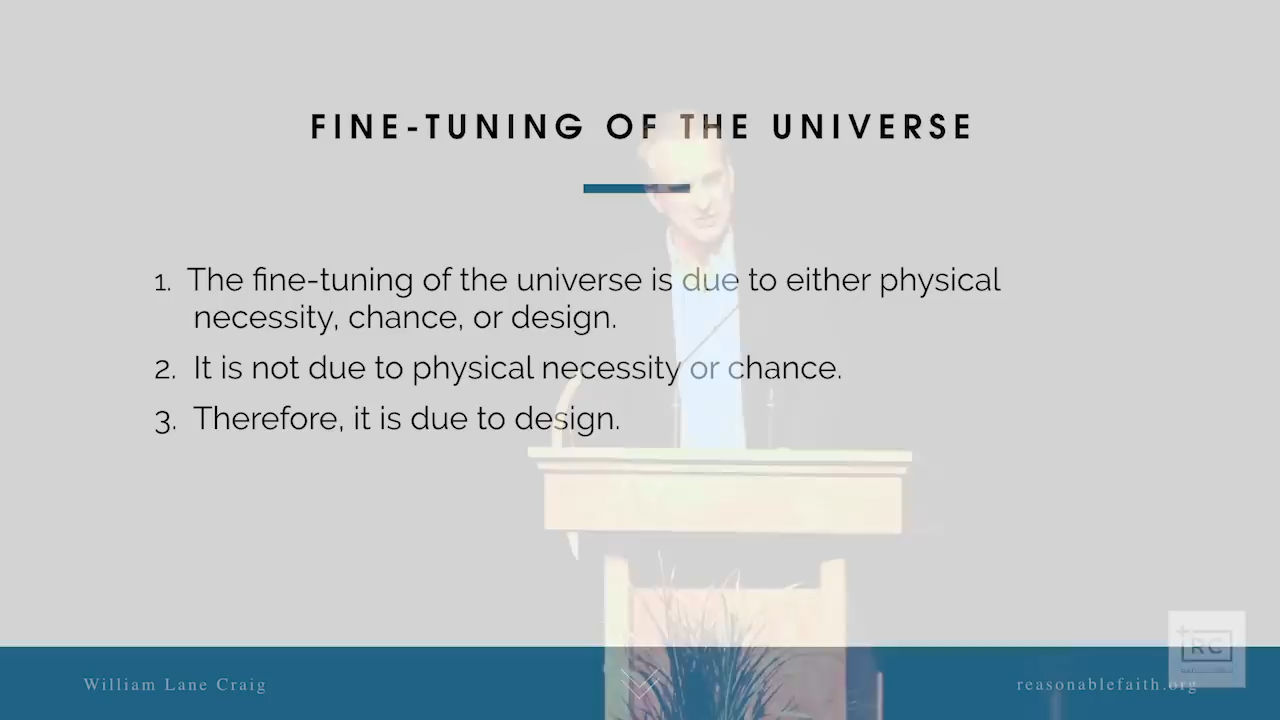 FINE-TUNING OF THE UNIVERSE
1. The fine-tuning of the universe is due to either physical
necessity, chance, or design.
2. It is not due to physical necessity or chance.
3. Therefore, it is due to design.
RC
William Lane Craig
reasonablefaith.org